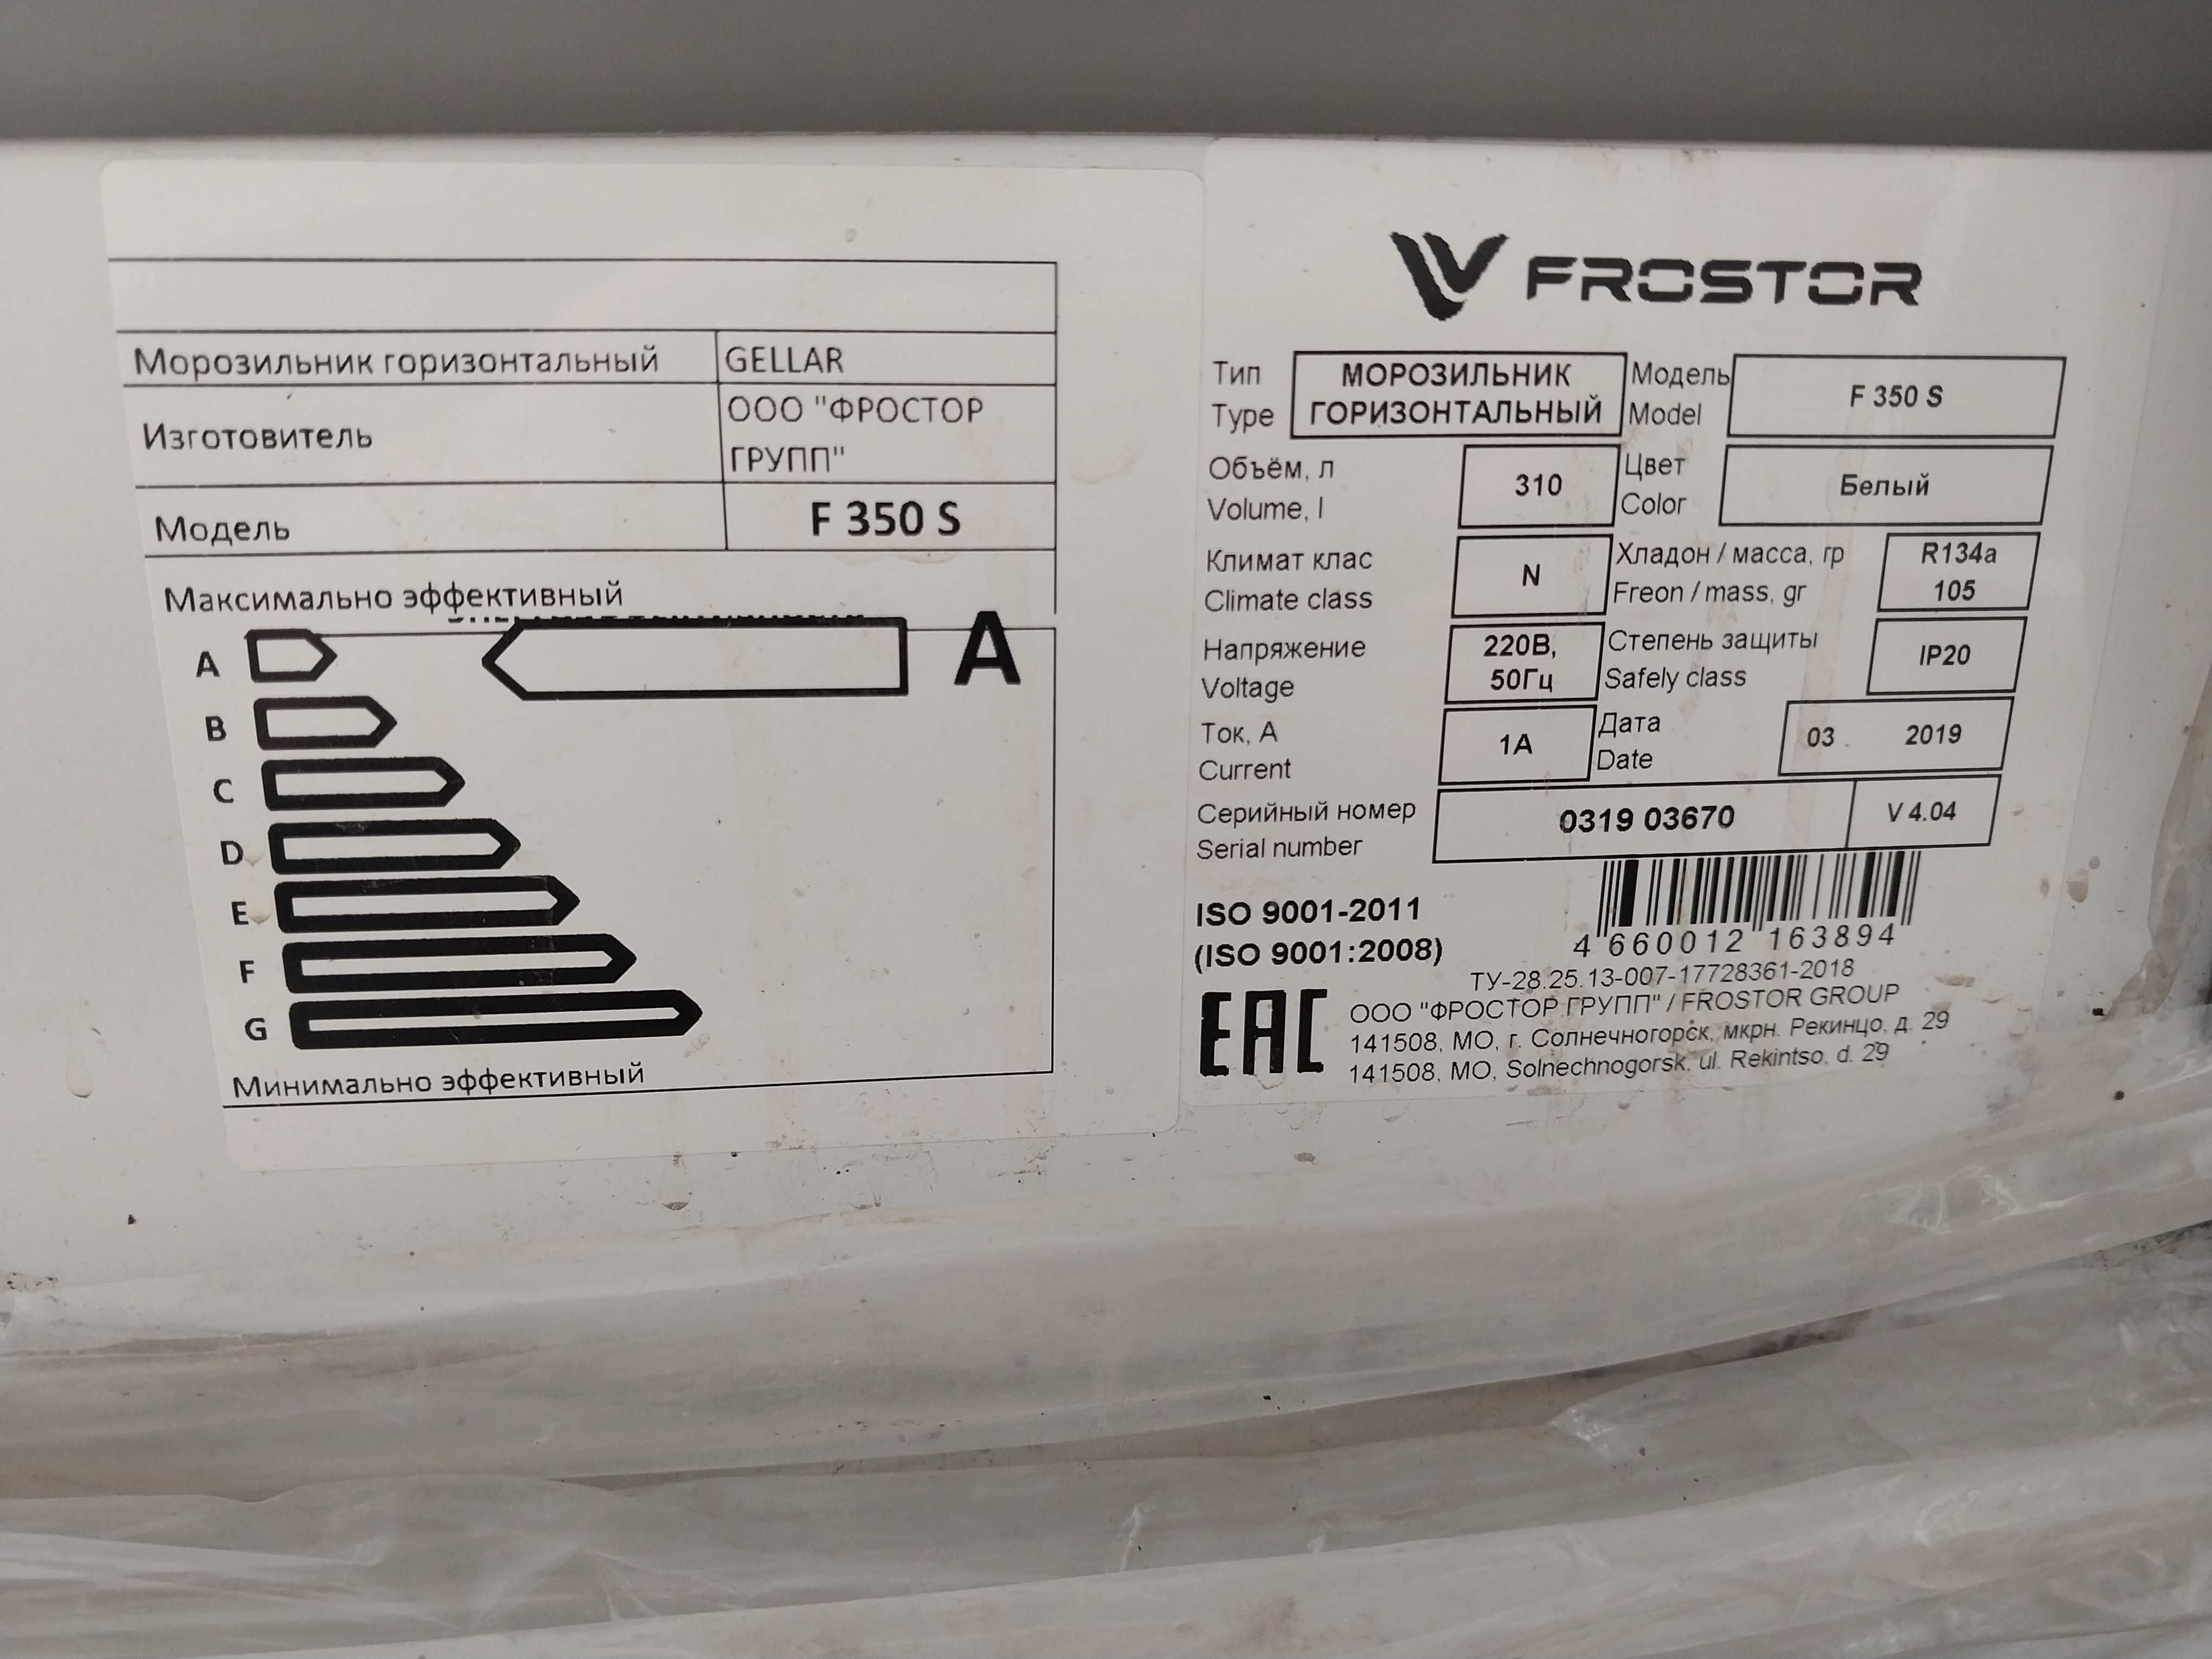 Морозильник горизонтальный GELLAR
Изготовитель ООО "ФРОСТОР
ГРУПП"
Модель F 350 S
Максимально эффективный
A A
B
C
D
E
F
G
Минимально эффективный
FROSTOR
Тип МОРОЗИЛЬНИК Модель F 350 S
Type ГОРИЗОНТАЛЬНЫЙ Model
Объём, л 310 Цвет Белый
Volume, l Color
Климат клас N Хладон / масса, гр R134a
Climate class Freon / mass, gr 105
Напряжение 220В, Степень защиты IP20
Voltage 50Гц Safely class
Ток, А 1А Дата 03 2019
Current Date
Серийный номер 0319 03670 V 4.04
Serial number
ISO 9001-2011
(ISO 9001:2008) 4 660012 163894
ТУ-28.25.13-007-17728361-2018
EAC ООО "ФРОСТОР ГРУПП" / FROSTOR GROUP
141508, МО, г. Солнечногорск, мкрн. Рекинцо, д. 29
141508, MO, Solnechnogorsk, ul. Rekintso, d. 29